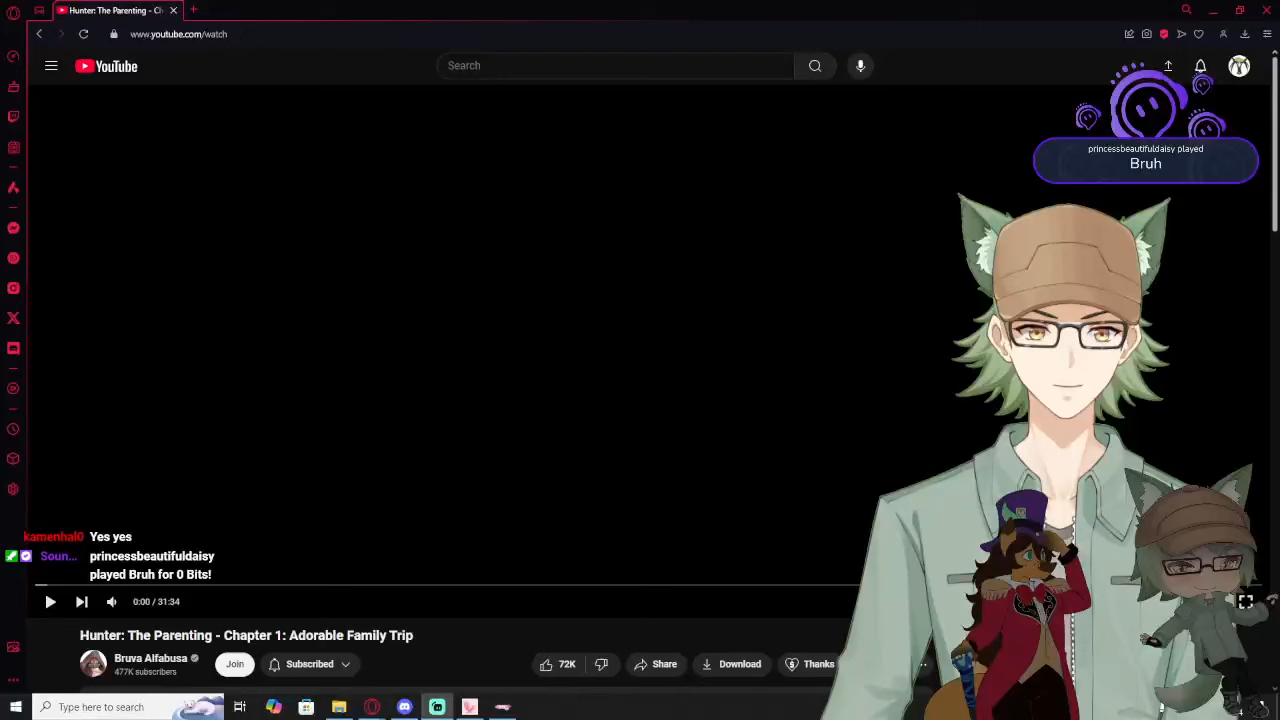 Hunter: The Parenting - Ch
www.youtube.com/watch
YouTube
Search
princessbeautifuldaisy played
Bruh
kamenhal0 Yes yes
Soun... princessbeautifuldaisy
played Bruh for 0 Bits!
0:00 / 31:34
Hunter: The Parenting - Chapter 1: Adorable Family Trip
Bruva Alfabusa
477K subscribers
Join
Subscribed
72K
Share
Download
Thanks
Type here to search